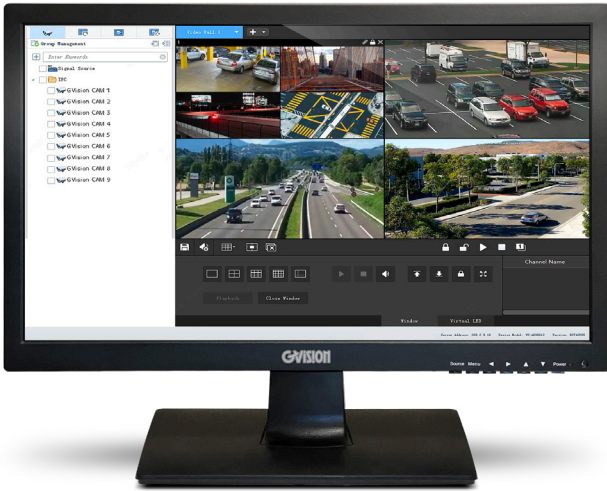 Video Wall 1
Group Management
1
Enter Keywords
Signal Source
IPC
GVision CAM 1
GVision CAM 2
GVision CAM 3
GVision CAM 4
GVision CAM 5
GVision CAM 6
GVision CAM 7
GVision CAM 8
GVision CAM 9
Channel Name
Playback
Close Window
Window
Virtual LED
GVISION
Source Menu
Power